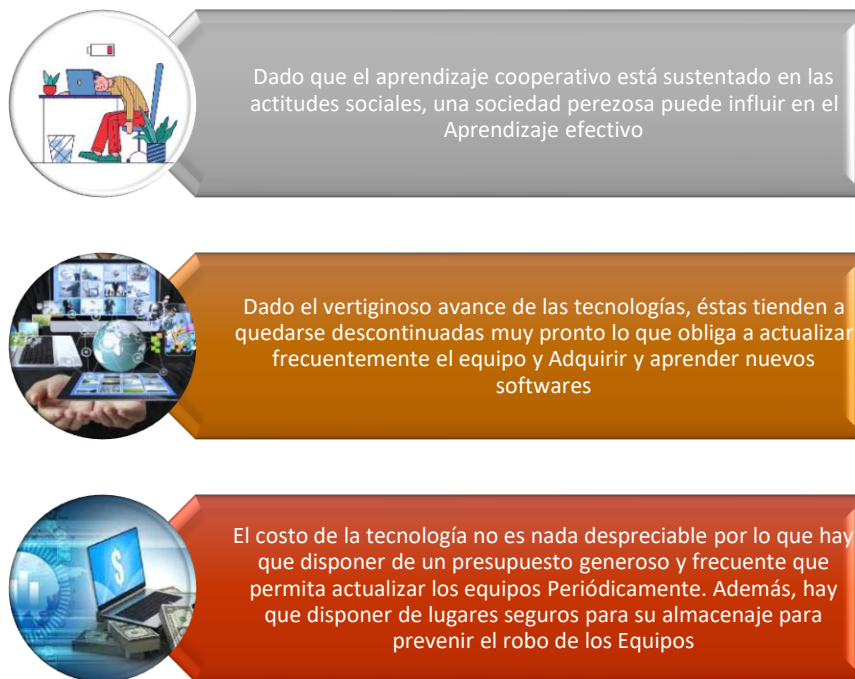 Dado que el aprendizaje cooperativo está sustentado en las
actitudes sociales, una sociedad perezosa puede influir en el
Aprendizaje efectivo
Dado el vertiginoso avance de las tecnologías, éstas tienden a
quedarse descontinuadas muy pronto lo que obliga a actualizar
frecuentemente el equipo y Adquirir y aprender nuevos
softwares
El costo de la tecnología no es nada despreciable por lo que hay
que disponer de un presupuesto generoso y frecuente que
permita actualizar los equipos Periódicamente. Además, hay
que disponer de lugares seguros para su almacenaje para
prevenir el robo de los Equipos